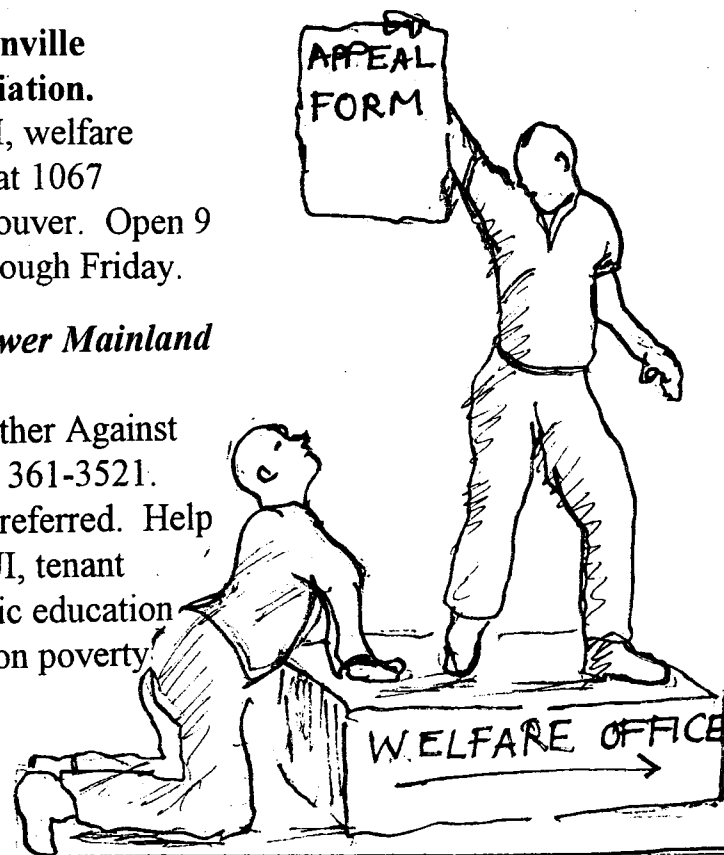 nville
iation.
I, welfare
at 1067
ouver. Open 9
ough Friday.
wer Mainland
ther Against
361-3521.
referred. Help
JI, tenant
ic education
on poverty
APPEAL
FORM
WELFARE OFFICE